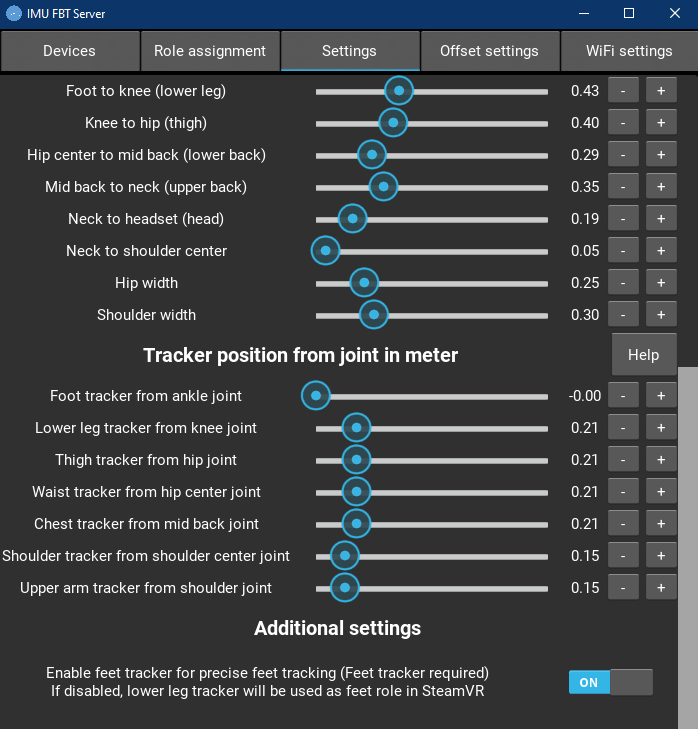 IMU FBT Server
Devices Role assignment Settings Offset settings WiFi settings
Foot to knee (lower leg) 0.43 - +
Knee to hip (thigh) 0.40 - +
Hip center to mid back (lower back) 0.29 - +
Mid back to neck (upper back) 0.35 - +
Neck to headset (head) 0.19 - +
Neck to shoulder center 0.05 - +
Hip width 0.25 - +
Shoulder width 0.30 - +
Tracker position from joint in meter Help
Foot tracker from ankle joint -0.00 - +
Lower leg tracker from knee joint 0.21 - +
Thigh tracker from hip joint 0.21 - +
Waist tracker from hip center joint 0.21 - +
Chest tracker from mid back joint 0.21 - +
Shoulder tracker from shoulder center joint 0.15 - +
Upper arm tracker from shoulder joint 0.15 - +
Additional settings
Enable feet tracker for precise feet tracking (Feet tracker required)
If disabled, lower leg tracker will be used as feet role in SteamVR
ON